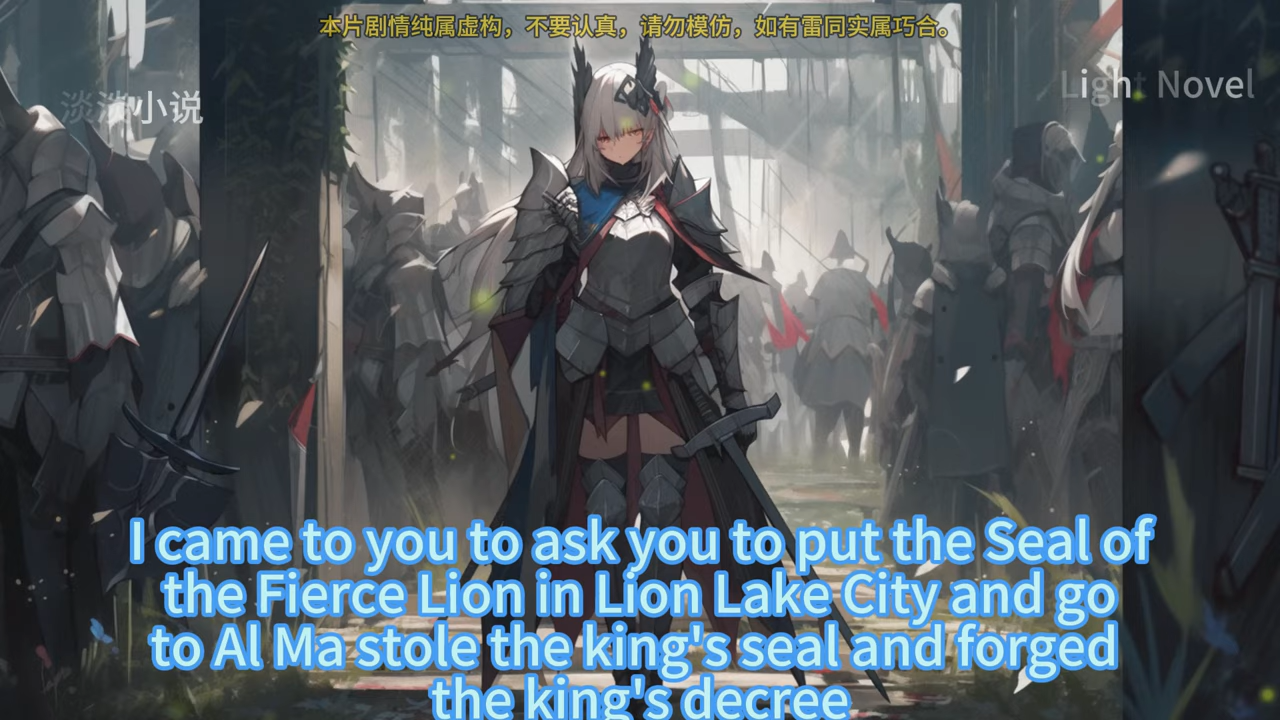 本片剧情纯属虚构，不要认真，请勿模仿，如有雷同实属巧合。
淡淡小说
Light Novel
I came to you to ask you to put the Seal of
the Fierce Lion in Lion Lake City and go
to Al Ma stole the king's seal and forged
the king's decree